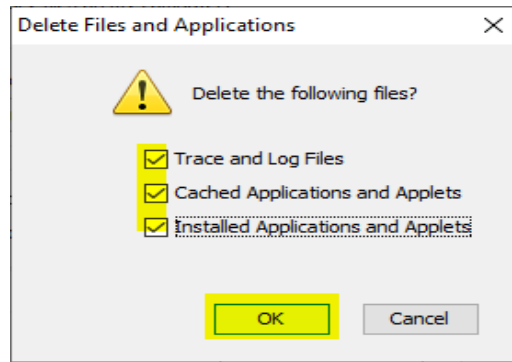 Delete Files and Applications
Delete the following files?
Trace and Log Files
Cached Applications and Applets
Installed Applications and Applets
OK Cancel